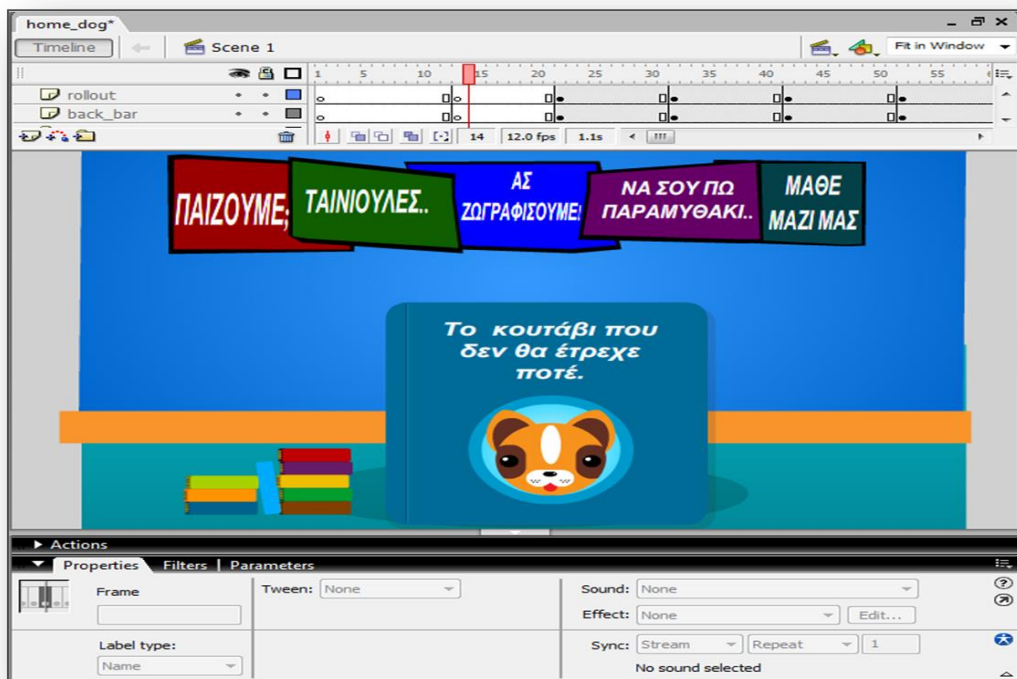 home_dog*
Timeline Scene 1 Fit in Window
1 5 10 15 20 25 30 35 40 45 50 55
rollout
back_bar
14 12.0 fps 1.1s
ΠΑΙΖΟΥΜΕ;
ΤΑΙΝΙΟΥΛΕΣ..
ΑΣ
ΖΩΓΡΑΦΙΣΟΥΜΕ!
ΝΑ ΣΟΥ ΠΩ
ΠΑΡΑΜΥΘΑΚΙ..
ΜΑΘΕ
ΜΑΖΙ ΜΑΣ
Το κουτάβι που
δεν θα έτρεχε
ποτέ.
Actions
Properties Filters | Parameters
Frame
Tween: None
Sound: None
Effect: None Edit...
Label type:
Name
Sync: Stream Repeat 1
No sound selected